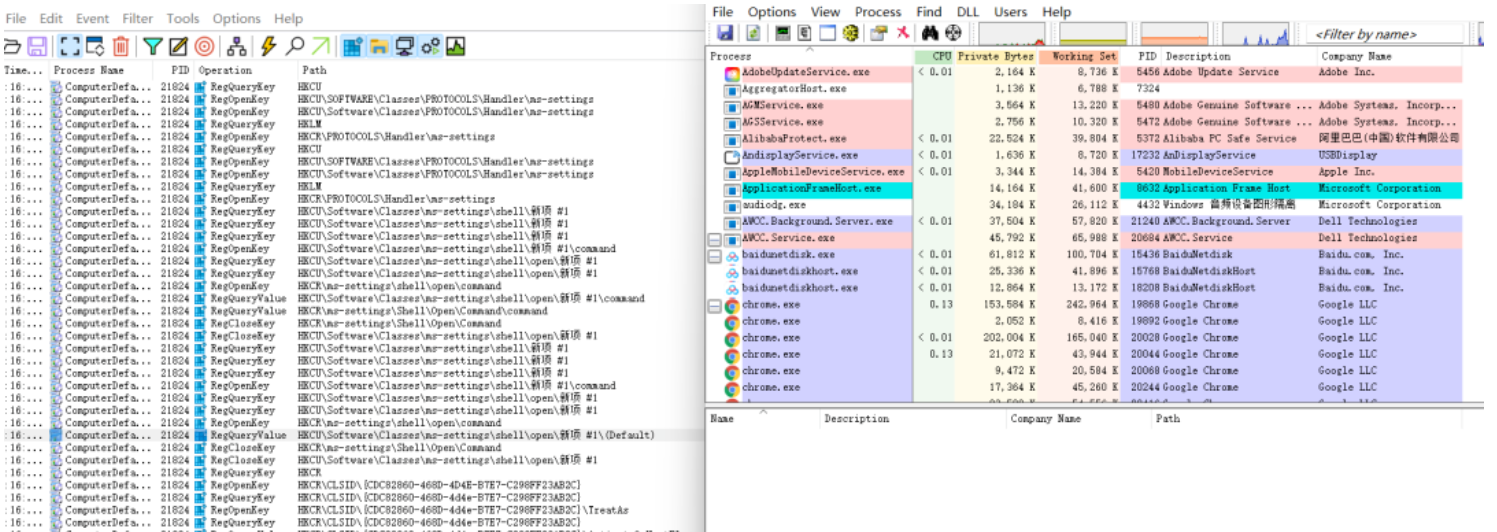 File Edit Event Filter Tools Options Help
Time... Process Name PID Operation Path
:16:... ComputerDefa... 21824 RegQueryKey HKCU
:16:... ComputerDefa... 21824 RegOpenKey HKCU\SOFTWARE\Classes\PROTOCOLS\Handler\ms-settings
:16:... ComputerDefa... 21824 RegOpenKey HKCU\SOFTWARE\Classes\PROTOCOLS\Handler\ms-settings
:16:... ComputerDefa... 21824 RegQueryKey HKLM
:16:... ComputerDefa... 21824 RegOpenKey HKCR\PROTOCOLS\Handler\ms-settings
:16:... ComputerDefa... 21824 RegQueryKey HKCU
:16:... ComputerDefa... 21824 RegOpenKey HKCU\SOFTWARE\Classes\PROTOCOLS\Handler\ms-settings
:16:... ComputerDefa... 21824 RegOpenKey HKCU\SOFTWARE\Classes\PROTOCOLS\Handler\ms-settings
:16:... ComputerDefa... 21824 RegQueryKey HKLM
:16:... ComputerDefa... 21824 RegOpenKey HKCR\PROTOCOLS\Handler\ms-settings
:16:... ComputerDefa... 21824 RegQueryKey HKCU\Software\Classes\ms-settings\shell\新项 #1
:16:... ComputerDefa... 21824 RegQueryKey HKCU\Software\Classes\ms-settings\shell\新项 #1
:16:... ComputerDefa... 21824 RegQueryKey HKCU\Software\Classes\ms-settings\shell\新项 #1
:16:... ComputerDefa... 21824 RegOpenKey HKCU\Software\Classes\ms-settings\shell\新项 #1\command
:16:... ComputerDefa... 21824 RegQueryKey HKCU\Software\Classes\ms-settings\shell\open\新项 #1
:16:... ComputerDefa... 21824 RegQueryKey HKCU\Software\Classes\ms-settings\shell\open\新项 #1
:16:... ComputerDefa... 21824 RegOpenKey HKCR\ms-settings\shell\open\command
:16:... ComputerDefa... 21824 RegQueryValue HKCU\Software\Classes\ms-settings\shell\open\新项 #1\command
:16:... ComputerDefa... 21824 RegQueryValue HKCR\ms-settings\Shell\Open\Command\command
:16:... ComputerDefa... 21824 RegCloseKey HKCR\ms-settings\Shell\Open\Command
:16:... ComputerDefa... 21824 RegCloseKey HKCU\Software\Classes\ms-settings\shell\open\新项 #1
:16:... ComputerDefa... 21824 RegQueryKey HKCU\Software\Classes\ms-settings\shell\新项 #1
:16:... ComputerDefa... 21824 RegQueryKey HKCU\Software\Classes\ms-settings\shell\新项 #1
:16:... ComputerDefa... 21824 RegQueryKey HKCU\Software\Classes\ms-settings\shell\新项 #1
:16:... ComputerDefa... 21824 RegOpenKey HKCU\Software\Classes\ms-settings\shell\新项 #1\command
:16:... ComputerDefa... 21824 RegQueryKey HKCU\Software\Classes\ms-settings\shell\open\新项 #1
:16:... ComputerDefa... 21824 RegQueryKey HKCU\Software\Classes\ms-settings\shell\open\新项 #1
:16:... ComputerDefa... 21824 RegOpenKey HKCR\ms-settings\shell\open\command
:16:... ComputerDefa... 21824 RegQueryValue HKCU\Software\Classes\ms-settings\shell\open\新项 #1\(Default)
:16:... ComputerDefa... 21824 RegCloseKey HKCR\ms-settings\Shell\Open\Command
:16:... ComputerDefa... 21824 RegCloseKey HKCU\Software\Classes\ms-settings\shell\open\新项 #1
:16:... ComputerDefa... 21824 RegQueryKey HKCR
:16:... ComputerDefa... 21824 RegOpenKey HKCR\CLSID\{CDC82860-468D-4D4E-B7E7-C298FF23AB2C}
:16:... ComputerDefa... 21824 RegOpenKey HKCR\CLSID\{CDC82860-468D-4d4e-B7E7-C298FF23AB2C}\TreatAs
:16:... ComputerDefa... 21824 RegQueryKey HKCR\CLSID\{CDC82860-468D-4d4e-B7E7-C298FF23AB2C}
File Options View Process Find DLL Users Help
<Filter by name>
Process CPU Private Bytes Working Set PID Description Company Name
AdobeUpdateService.exe < 0.01 2,164 K 8,736 K 5456 Adobe Update Service Adobe Inc.
AggregatorHost.exe 1,136 K 6,788 K 7324
AGMService.exe 3,564 K 13,220 K 5480 Adobe Genuine Software ... Adobe Systems, Incorp...
AGSService.exe 2,756 K 10,320 K 5472 Adobe Genuine Software ... Adobe Systems, Incorp...
AlibabaProtect.exe < 0.01 22,524 K 39,804 K 5372 Alibaba PC Safe Service 阿里巴巴(中国)软件有限公司
AndisplayService.exe < 0.01 1,636 K 8,720 K 17232 AnDisplayService USBDisplay
AppleMobileDeviceService.exe < 0.01 3,344 K 14,384 K 5420 MobileDeviceService Apple Inc.
ApplicationFrameHost.exe 14,164 K 41,600 K 8632 Application Frame Host Microsoft Corporation
audiodg.exe 34,184 K 26,112 K 4432 Windows 音频设备图形隔离 Microsoft Corporation
AWCC.Background.Server.exe < 0.01 37,504 K 57,820 K 21240 AWCC.Background.Server Dell Technologies
AWCC.Service.exe 45,792 K 65,988 K 20684 AWCC.Service Dell Technologies
baidunetdisk.exe < 0.01 61,812 K 100,704 K 15436 BaiduNetdisk Baidu.com, Inc.
baidunetdiskhost.exe < 0.01 25,336 K 41,896 K 15768 BaiduNetdiskHost Baidu.com, Inc.
baidunetdiskhost.exe < 0.01 12,864 K 13,172 K 18208 BaiduNetdiskHost Baidu.com, Inc.
chrome.exe 0.13 153,584 K 242,964 K 19868 Google Chrome Google LLC
chrome.exe 2,052 K 8,416 K 19892 Google Chrome Google LLC
chrome.exe < 0.01 202,004 K 165,040 K 20028 Google Chrome Google LLC
chrome.exe 0.13 21,072 K 43,944 K 20044 Google Chrome Google LLC
chrome.exe 9,472 K 20,584 K 20068 Google Chrome Google LLC
chrome.exe 17,364 K 45,260 K 20244 Google Chrome Google LLC
Name Description Company Name Path